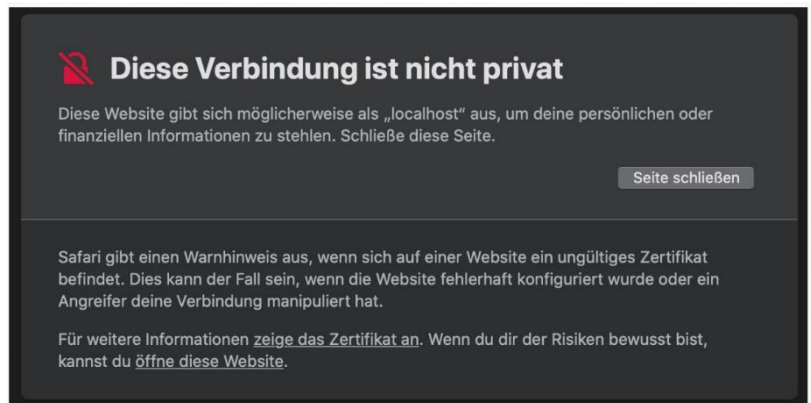 Diese Verbindung ist nicht privat
Diese Website gibt sich möglicherweise als „localhost“ aus, um deine persönlichen oder
finanziellen Informationen zu stehlen. Schließe diese Seite.
Seite schließen
Safari gibt einen Warnhinweis aus, wenn sich auf einer Website ein ungültiges Zertifikat
befindet. Dies kann der Fall sein, wenn die Website fehlerhaft konfiguriert wurde oder ein
Angreifer deine Verbindung manipuliert hat.
Für weitere Informationen zeige das Zertifikat an. Wenn du dir der Risiken bewusst bist,
kannst du öffne diese Website.